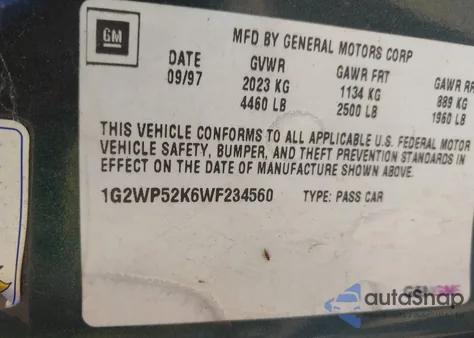 GM
MFD BY GENERAL MOTORS CORP
DATE GVWR GAWR FRT GAWR RR
09/97 2023 KG 1134 KG 889 KG
4460 LB 2500 LB 1960 LB
THIS VEHICLE CONFORMS TO ALL APPLICABLE U.S. FEDERAL MOTOR
VEHICLE SAFETY, BUMPER, AND THEFT PREVENTION STANDARDS IN
EFFECT ON THE DATE OF MANUFACTURE SHOWN ABOVE.
1G2WP52K6WF234560 TYPE: PASS CAR
autoSnap